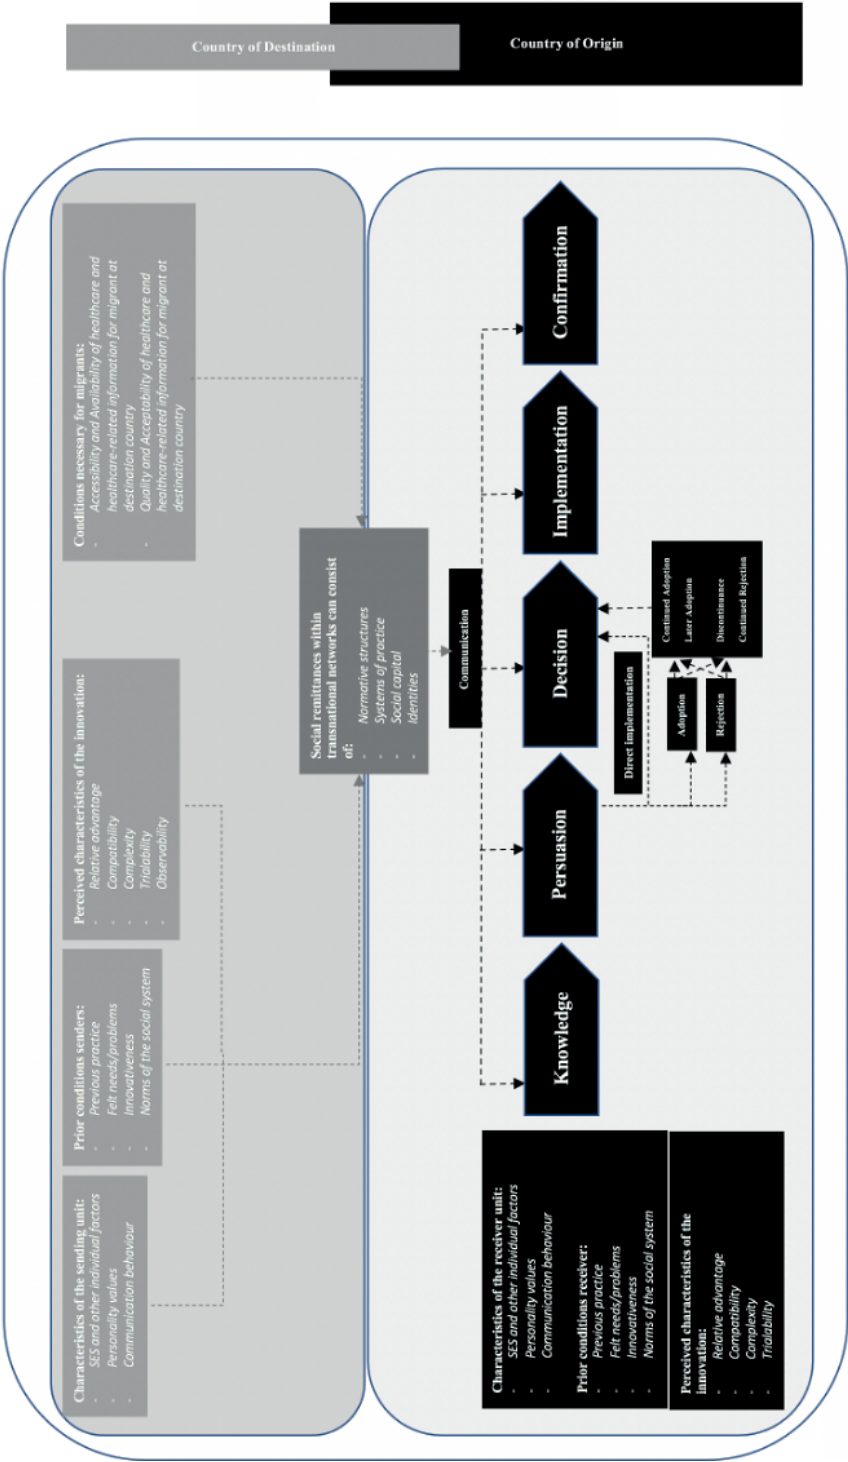 Country of Destination
Country of Origin
Characteristics of the sending unit:
- SES and other individual factors
- Personality values
- Communication behaviour
Prior conditions senders:
- Previous practice
- Felt needs/problems
- Innovativeness
- Norms of the social system
Perceived characteristics of the innovation:
- Relative advantage
- Compatibility
- Complexity
- Trialability
- Observability
Conditions necessary for migrants:
- Accessibility and Availability of healthcare and
healthcare-related information for migrant at
destination country
- Quality and Acceptability of healthcare and
healthcare-related information for migrant at
destination country
Social remittances within
transnational networks can consist
of:
- Normative structures
- Systems of practice
- Social capital
- Identities
Communication
Knowledge
Persuasion
Decision
Implementation
Confirmation
Direct implementation
Adoption
Rejection
Continued Adoption
Later Adoption
Discontinuance
Continued Rejection
Characteristics of the receiver unit:
- SES and other individual factors
- Personality values
- Communication behaviour
Prior conditions receiver:
- Previous practice
- Felt needs/problems
- Innovativeness
- Norms of the social system
Perceived characteristics of the
innovation:
- Relative advantage
- Compatibility
- Complexity
- Trialability